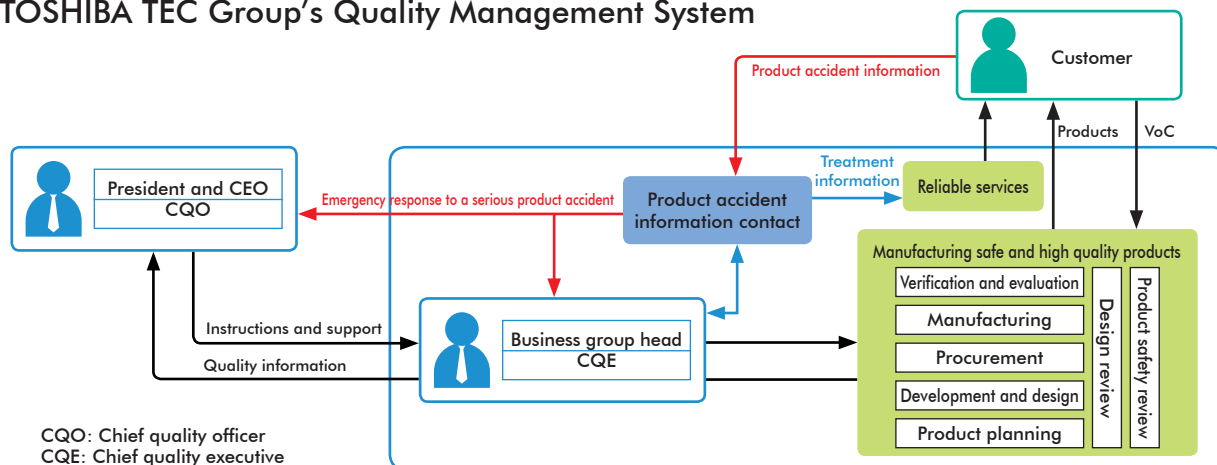 TOSHIBA TEC Group's Quality Management System
Customer
Product accident information
Products
VoC
President and CEO
CQO
Emergency response to a serious product accident
Product accident
information contact
Treatment
information
Reliable services
Manufacturing safe and high quality products
Verification and evaluation
Manufacturing
Procurement
Development and design
Product planning
Design review
Product safety review
Instructions and support
Quality information
Business group head
CQE
CQO: Chief quality officer
CQE: Chief quality executive